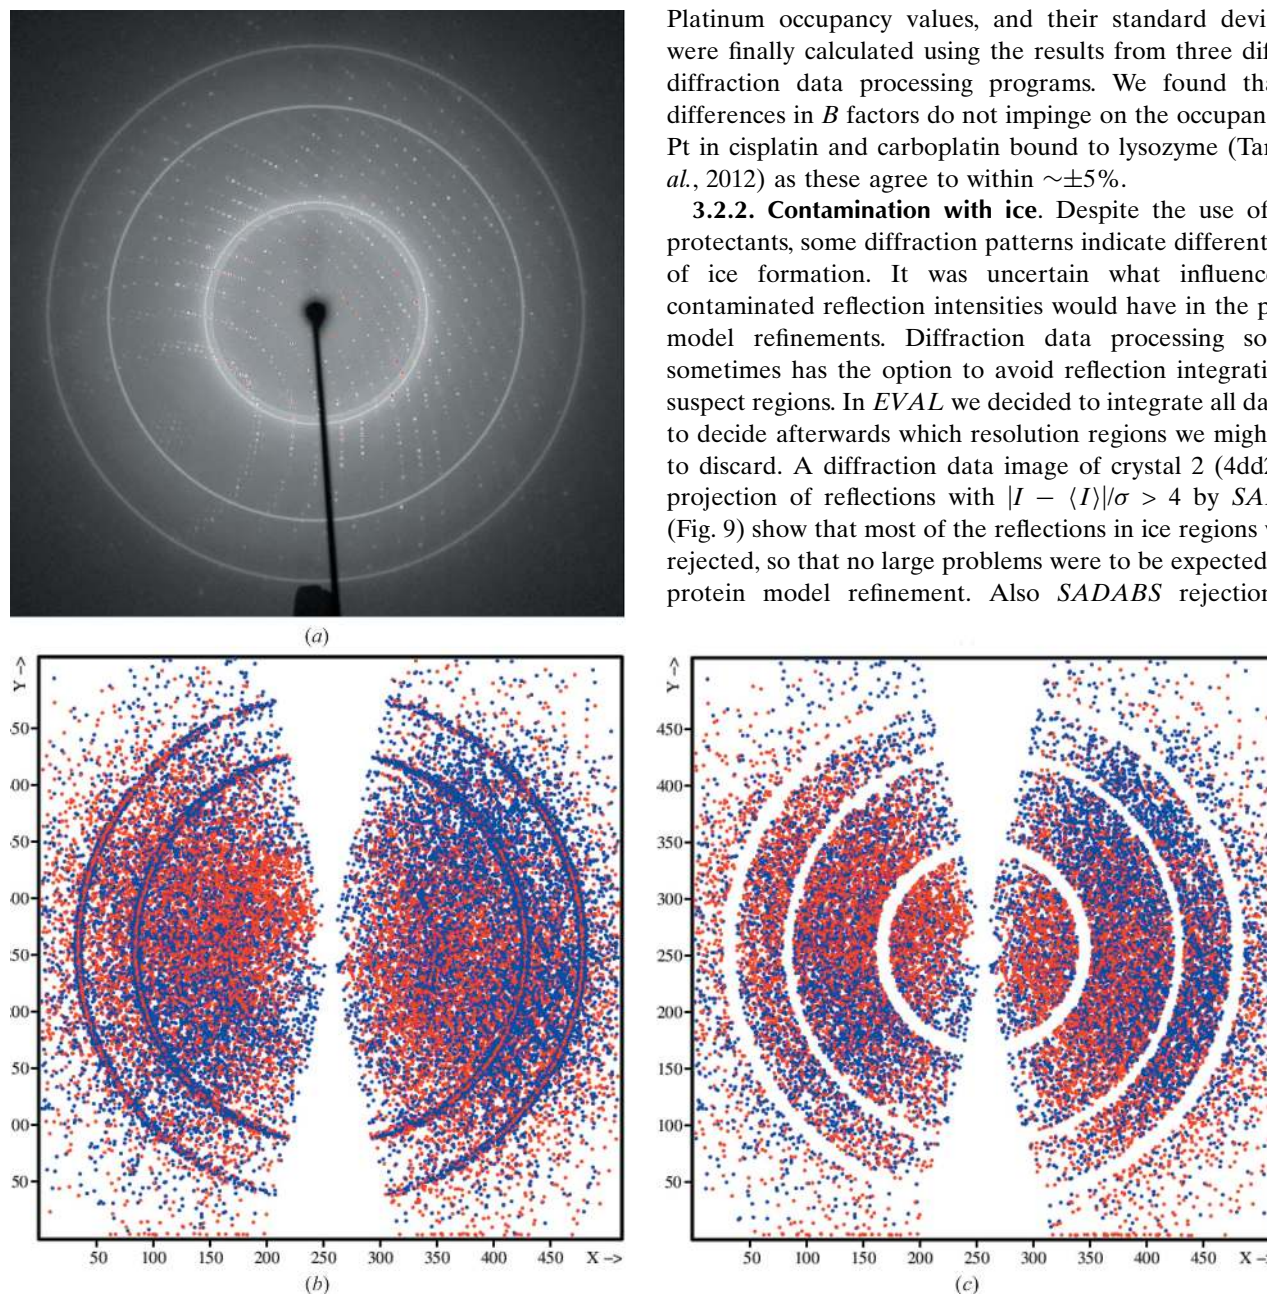 Platinum occupancy values, and their standard devi
were finally calculated using the results from three dif
diffraction data processing programs. We found tha
differences in B factors do not impinge on the occupan
Pt in cisplatin and carboplatin bound to lysozyme (Tan
al., 2012) as these agree to within ∼±5%.
3.2.2. Contamination with ice. Despite the use of
protectants, some diffraction patterns indicate different
of ice formation. It was uncertain what influence
contaminated reflection intensities would have in the p
model refinements. Diffraction data processing so
sometimes has the option to avoid reflection integrati
suspect regions. In EVAL we decided to integrate all da
to decide afterwards which resolution regions we might
to discard. A diffraction data image of crystal 2 (4dd2
projection of reflections with |I − ⟨I⟩|/σ > 4 by SA
(Fig. 9) show that most of the reflections in ice regions w
rejected, so that no large problems were to be expected
protein model refinement. Also SADABS rejection
(a)
Y –>
50
00
50
00
50
00
50
00
50
50 100 150 200 250 300 350 400 450 X –>
(b)
Y –>
450
400
350
300
250
200
150
100
50
50 100 150 200 250 300 350 400 450 X –
(c)